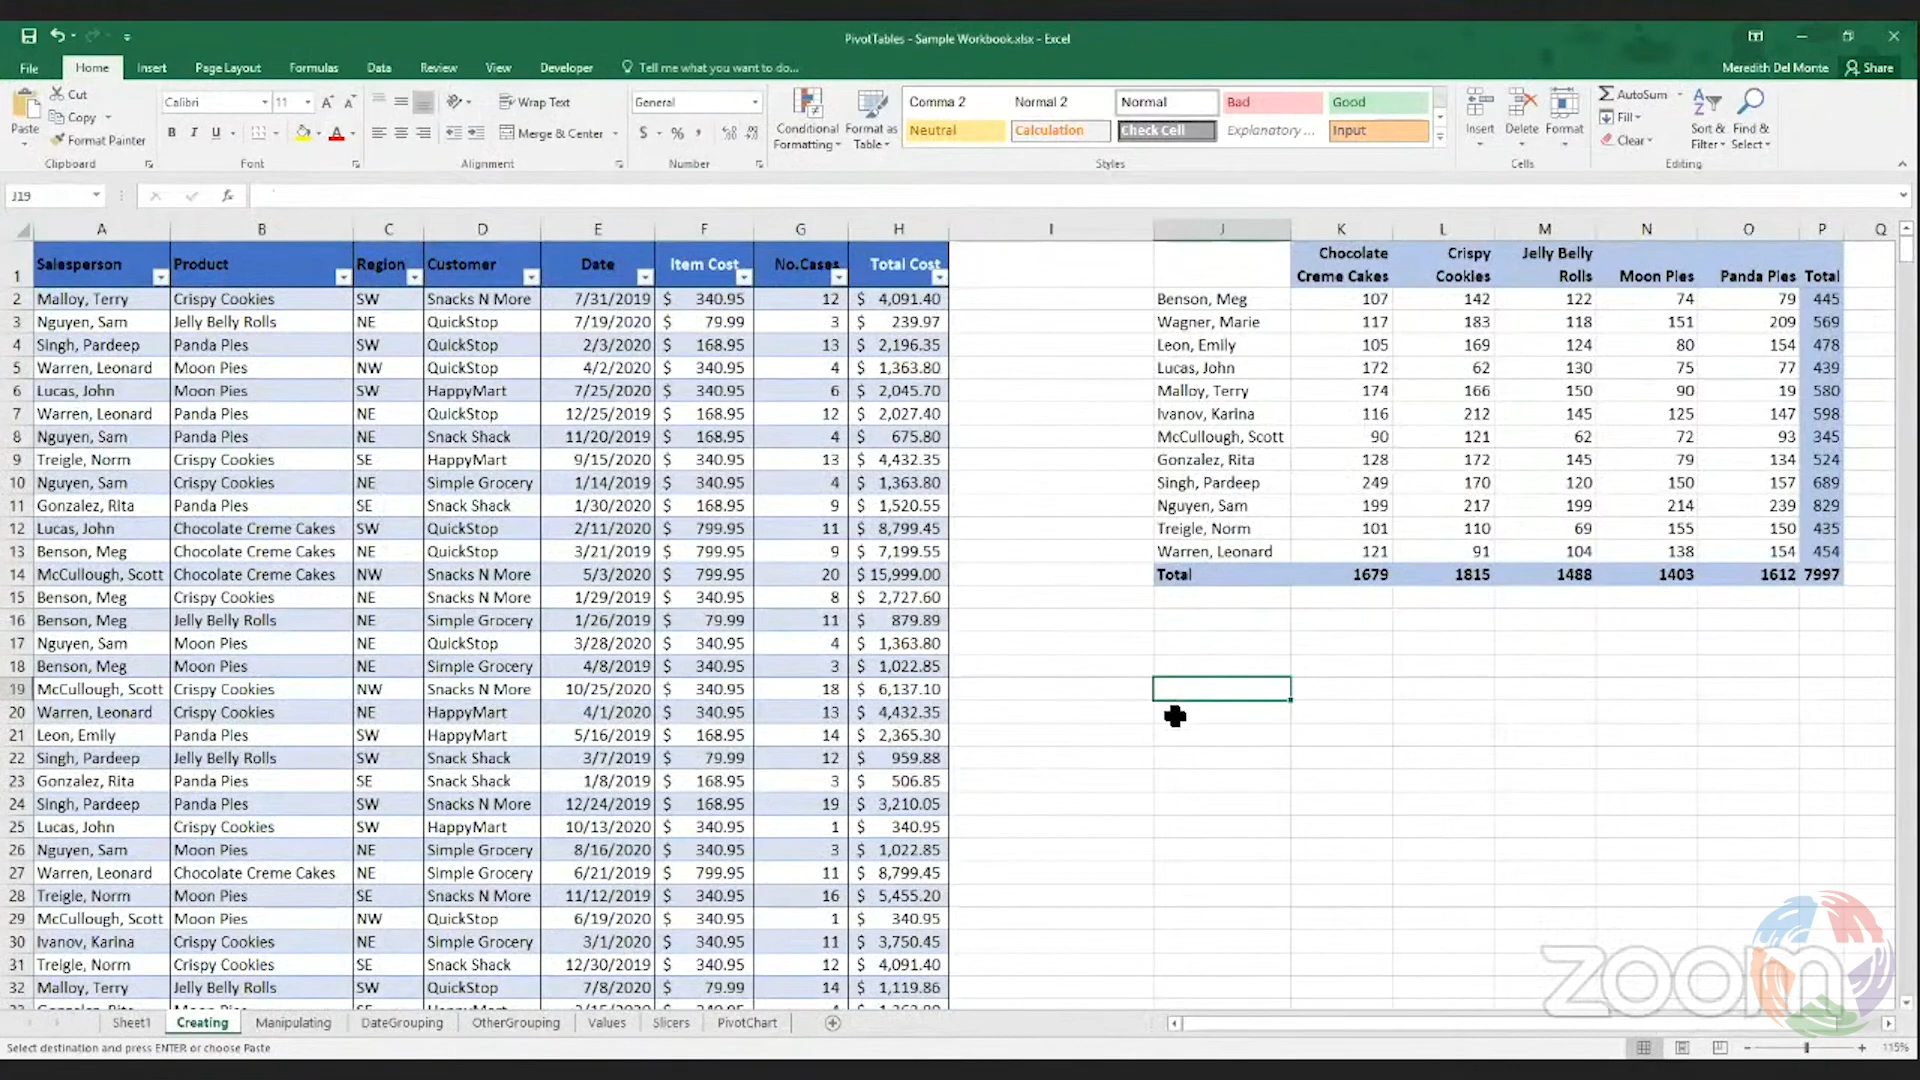 PivotTables - Sample Workbook.xlsx - Excel
File Home Insert Page Layout Formulas Data Review View Developer Tell me what you want to do... Meredith Del Monte Share
Paste Cut Copy Format Painter Clipboard
Calibri 11 B I U Font
Wrap Text Merge & Center Alignment
General $ % , Number
Conditional Formatting Format as Table
Comma 2 Normal 2 Normal Bad Good
Neutral Calculation Check Cell Explanatory ... Input
Styles
Insert Delete Format Cells
AutoSum Fill Clear Sort & Filter Find & Select Editing
J19 fx
A B C D E F G H I J K L M N O P Q
1 Salesperson Product Region Customer Date Item Cost No.Cases Total Cost Chocolate Creme Cakes Crispy Cookies Jelly Belly Rolls Moon Pies Panda Pies Total
2 Malloy, Terry Crispy Cookies SW Snacks N More 7/31/2019 $ 340.95 12 $ 4,091.40 Benson, Meg 107 142 122 74 79 445
3 Nguyen, Sam Jelly Belly Rolls NE QuickStop 7/19/2020 $ 79.99 3 $ 239.97 Wagner, Marie 117 183 118 151 209 569
4 Singh, Pardeep Panda Pies SW QuickStop 2/3/2020 $ 168.95 13 $ 2,196.35 Leon, Emily 105 169 124 80 154 478
5 Warren, Leonard Moon Pies NW QuickStop 4/2/2020 $ 340.95 4 $ 1,363.80 Lucas, John 172 62 130 75 77 439
6 Lucas, John Moon Pies SW HappyMart 7/25/2020 $ 340.95 6 $ 2,045.70 Malloy, Terry 174 166 150 90 19 580
7 Warren, Leonard Panda Pies NE QuickStop 12/25/2019 $ 168.95 12 $ 2,027.40 Ivanov, Karina 116 212 145 125 147 598
8 Nguyen, Sam Panda Pies NE Snack Shack 11/20/2019 $ 168.95 4 $ 675.80 McCullough, Scott 90 121 62 72 93 345
9 Treigle, Norm Crispy Cookies SE HappyMart 9/15/2020 $ 340.95 13 $ 4,432.35 Gonzalez, Rita 128 172 145 79 134 524
10 Nguyen, Sam Crispy Cookies NE Simple Grocery 1/14/2019 $ 340.95 4 $ 1,363.80 Singh, Pardeep 249 170 120 150 157 689
11 Gonzalez, Rita Panda Pies SE Snack Shack 1/30/2020 $ 168.95 9 $ 1,520.55 Nguyen, Sam 199 217 199 214 239 829
12 Lucas, John Chocolate Creme Cakes SW QuickStop 2/11/2020 $ 799.95 11 $ 8,799.45 Treigle, Norm 101 110 69 155 150 435
13 Benson, Meg Chocolate Creme Cakes NE QuickStop 3/21/2019 $ 799.95 9 $ 7,199.55 Warren, Leonard 121 91 104 138 154 454
14 McCullough, Scott Chocolate Creme Cakes NW Snacks N More 5/3/2020 $ 799.95 20 $ 15,999.00 Total 1679 1815 1488 1403 1612 7997
15 Benson, Meg Crispy Cookies NE Snacks N More 1/29/2019 $ 340.95 8 $ 2,727.60
16 Benson, Meg Jelly Belly Rolls NE Simple Grocery 1/26/2019 $ 79.99 11 $ 879.89
17 Nguyen, Sam Moon Pies NE QuickStop 3/28/2020 $ 340.95 4 $ 1,363.80
18 Benson, Meg Moon Pies NE Simple Grocery 4/8/2019 $ 340.95 3 $ 1,022.85
19 McCullough, Scott Crispy Cookies NW Snacks N More 10/25/2020 $ 340.95 18 $ 6,137.10
20 Warren, Leonard Crispy Cookies NE HappyMart 4/1/2020 $ 340.95 13 $ 4,432.35
21 Leon, Emily Panda Pies SW HappyMart 5/16/2020 $ 168.95 14 $ 2,365.30
22 Singh, Pardeep Jelly Belly Rolls SW Snack Shack 3/7/2019 $ 79.99 12 $ 959.88
23 Gonzalez, Rita Panda Pies SE Snack Shack 1/8/2019 $ 168.95 3 $ 506.85
24 Singh, Pardeep Panda Pies SW Snacks N More 12/24/2019 $ 168.95 19 $ 3,210.05
25 Lucas, John Crispy Cookies SW HappyMart 10/13/2020 $ 340.95 1 $ 340.95
26 Nguyen, Sam Moon Pies NE Simple Grocery 8/16/2020 $ 340.95 3 $ 1,022.85
27 Warren, Leonard Chocolate Creme Cakes NE Simple Grocery 6/21/2019 $ 799.95 11 $ 8,799.45
28 Treigle, Norm Moon Pies SE Snacks N More 11/12/2019 $ 340.95 16 $ 5,455.20
29 McCullough, Scott Moon Pies NW QuickStop 6/19/2020 $ 340.95 1 $ 340.95
30 Ivanov, Karina Crispy Cookies NE Simple Grocery 3/1/2020 $ 340.95 11 $ 3,750.45
31 Treigle, Norm Crispy Cookies SE Snack Shack 12/30/2019 $ 340.95 12 $ 4,091.40
32 Malloy, Terry Jelly Belly Rolls SW QuickStop 7/8/2020 $ 79.99 14 $ 1,119.86
zoom
Sheet1 Creating Manipulating DateGrouping OtherGrouping Values Slicers PivotChart
Select destination and press ENTER or choose Paste 115%